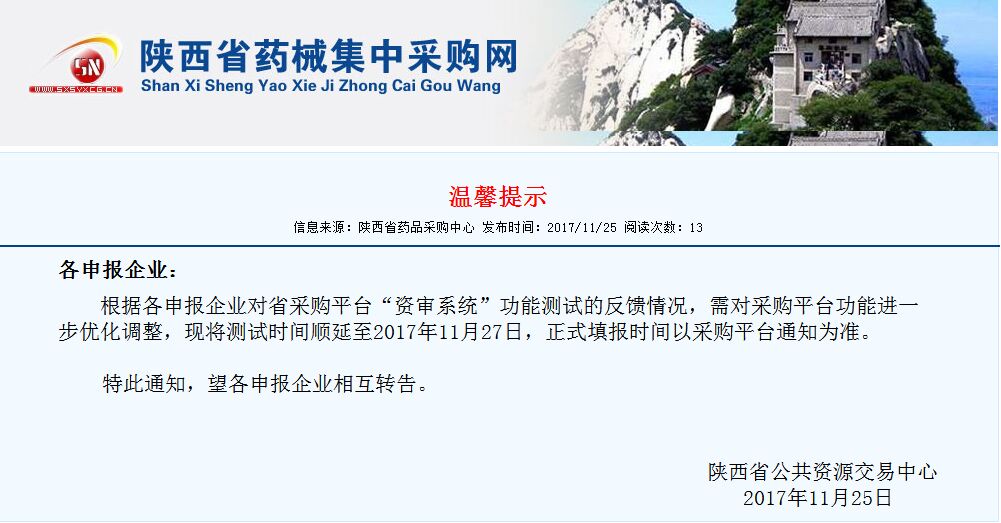 SN
WWW.SXSYXCG.CN
陕西省药械集中采购网
Shan Xi Sheng Yao Xie Ji Zhong Cai Gou Wang
温馨提示
信息来源：陕西省药品采购中心 发布时间：2017/11/25 阅读次数：13
各申报企业：
根据各申报企业对省采购平台“资审系统”功能测试的反馈情况，需对采购平台功能进一
步优化调整，现将测试时间顺延至2017年11月27日，正式填报时间以采购平台通知为准。
特此通知，望各申报企业相互转告。
陕西省公共资源交易中心
2017年11月25日